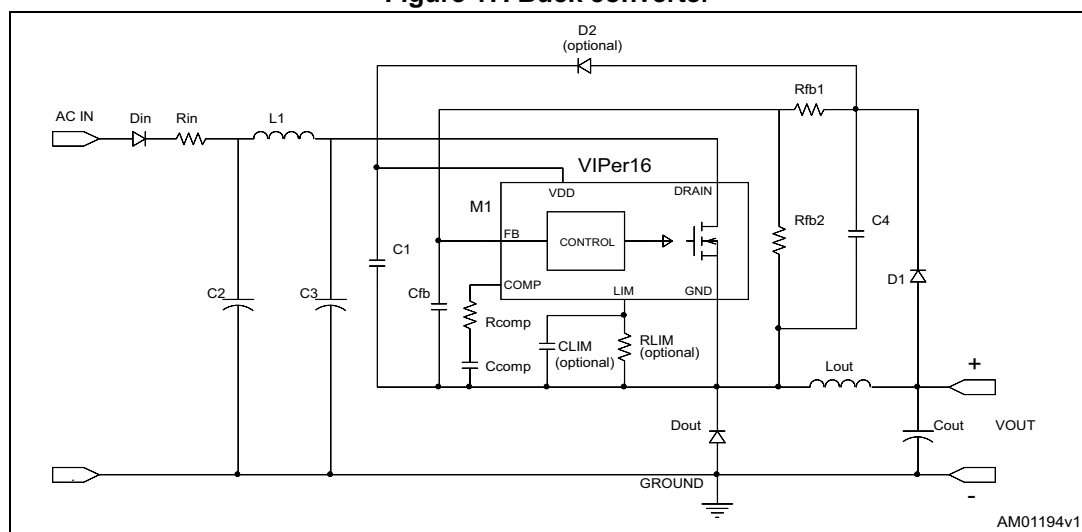 Figure 17. Buck converter
D2
(optional)
AC IN
Din
Rin
L1
Rfb1
VIPer16
VDD
DRAIN
M1
FB
CONTROL
Rfb2
C4
C1
COMP
LIM
GND
D1
C2
C3
Cfb
Rcomp
CLIM
(optional)
RLIM
(optional)
Ccomp
Lout
+
Dout
Cout
VOUT
GROUND
-
AM01194v1